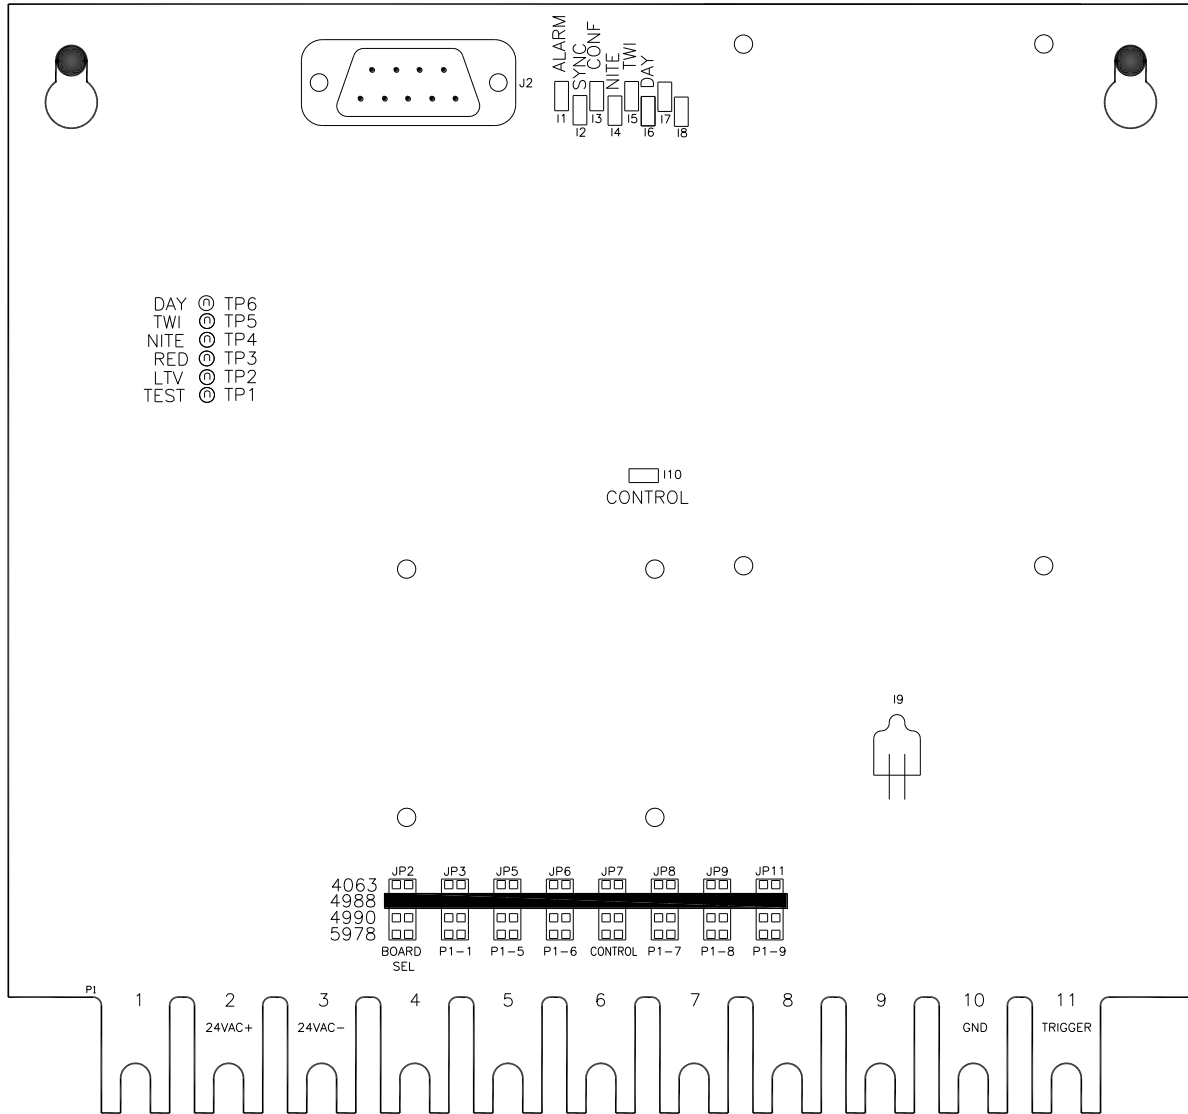 ALARM
SYNC
CONF
NITE
TWI
DAY
J2
I1
I2
I3
I4
I5
I6
I7
I8
DAY TP6
TWI TP5
NITE TP4
RED TP3
LTV TP2
TEST TP1
I10
CONTROL
I9
JP2 JP3 JP5 JP6 JP7 JP8 JP9 JP11
4063
4988
4990
5978
BOARD P1-1 P1-5 P1-6 CONTROL P1-7 P1-8 P1-9
SEL
P1 1 2 3 4 5 6 7 8 9 10 11
24VAC+ 24VAC- GND TRIGGER